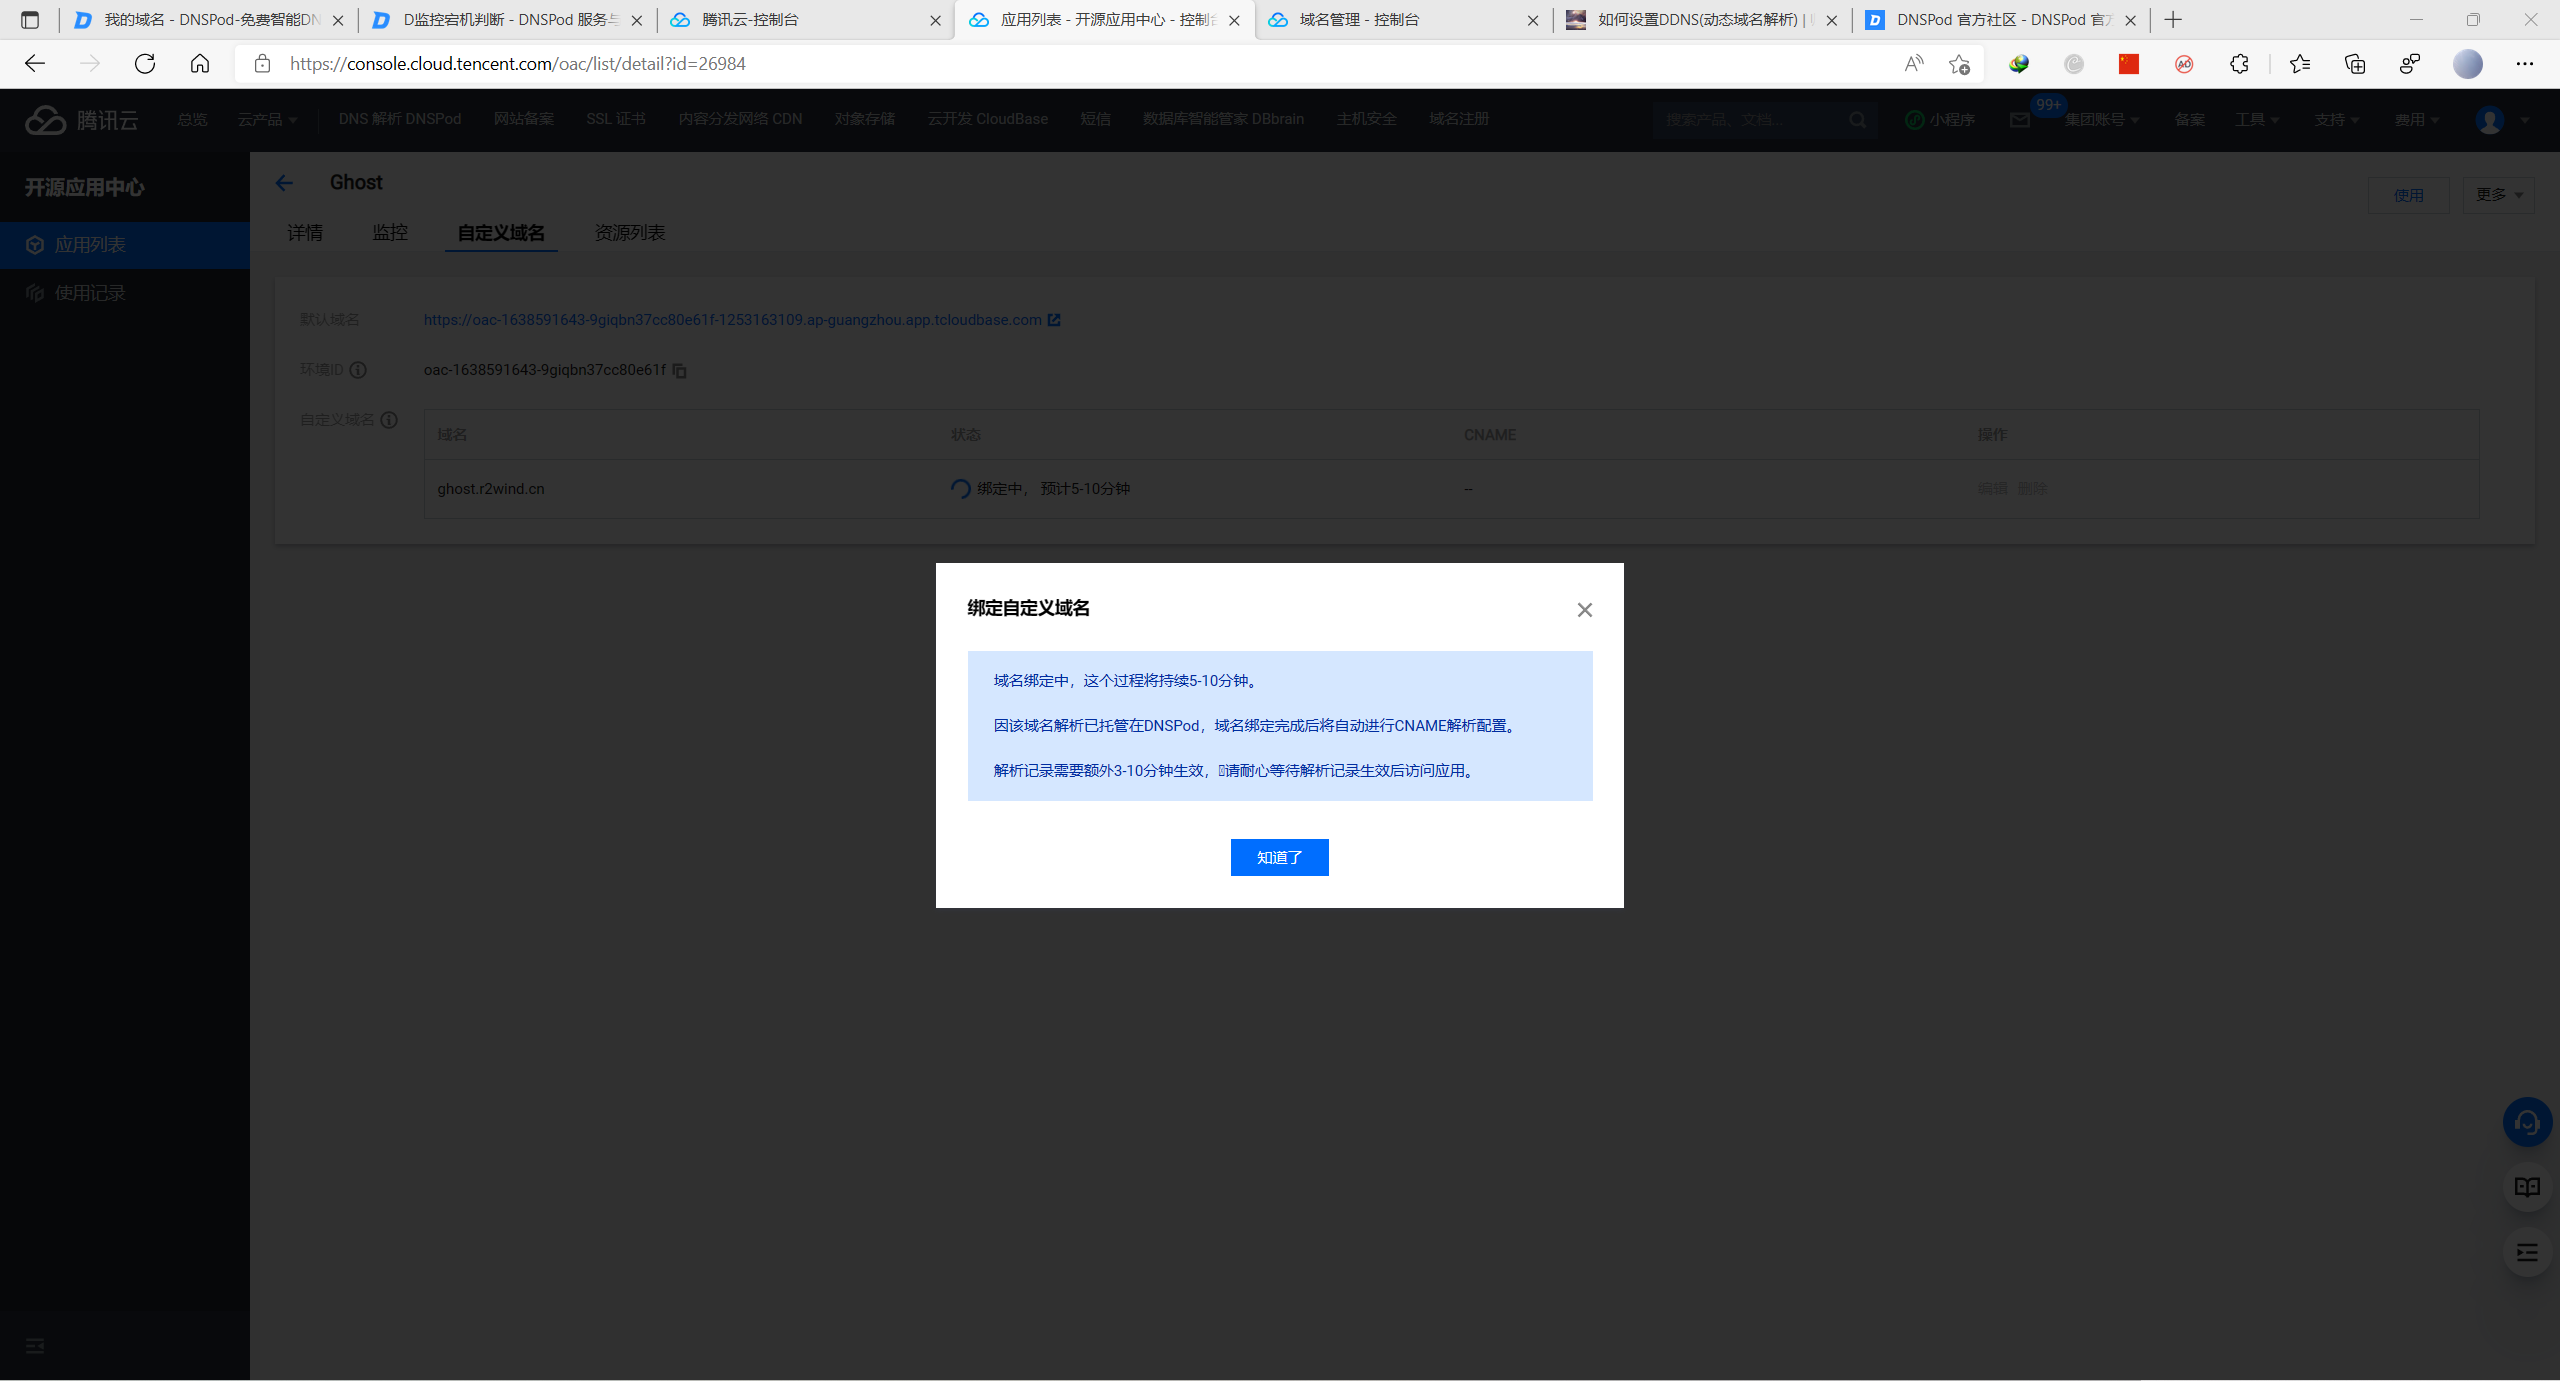 我的域名 - DNSPod-免费智能DN
D监控宕机判断 - DNSPod 服务与
腾讯云-控制台
应用列表 - 开源应用中心 - 控制台
域名管理 - 控制台
如何设置DDNS(动态域名解析) |
DNSPod 官方社区 - DNSPod 官方
https://console.cloud.tencent.com/oac/list/detail?id=26984
腾讯云
总览
云产品
DNS 解析 DNSPod
网站备案
SSL 证书
内容分发网络 CDN
对象存储
云开发 CloudBase
短信
数据库智能管家 DBbrain
主机安全
域名注册
搜索产品、文档...
小程序
99+
集团账号
备案
工具
支持
费用
开源应用中心
Ghost
使用
更多
详情
监控
自定义域名
资源列表
应用列表
使用记录
默认域名
https://oac-1638591643-9giqbn37cc80e61f-1253163109.ap-guangzhou.app.tcloudbase.com
环境ID
oac-1638591643-9giqbn37cc80e61f
自定义域名
域名
状态
CNAME
操作
ghost.r2wind.cn
绑定中， 预计5-10分钟
--
编辑 删除
绑定自定义域名
域名绑定中，这个过程将持续5-10分钟。
因该域名解析已托管在DNSPod，域名绑定完成后将自动进行CNAME解析配置。
解析记录需要额外3-10分钟生效，请耐心等待解析记录生效后访问应用。
知道了